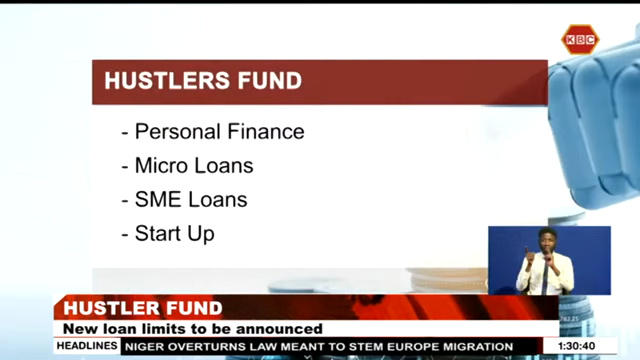 KBC
HUSTLERS FUND
- Personal Finance
- Micro Loans
- SME Loans
- Start Up
HUSTLER FUND
New loan limits to be announced
HEADLINES NIGER OVERTURNS LAW MEANT TO STEM EUROPE MIGRATION 1:30:40